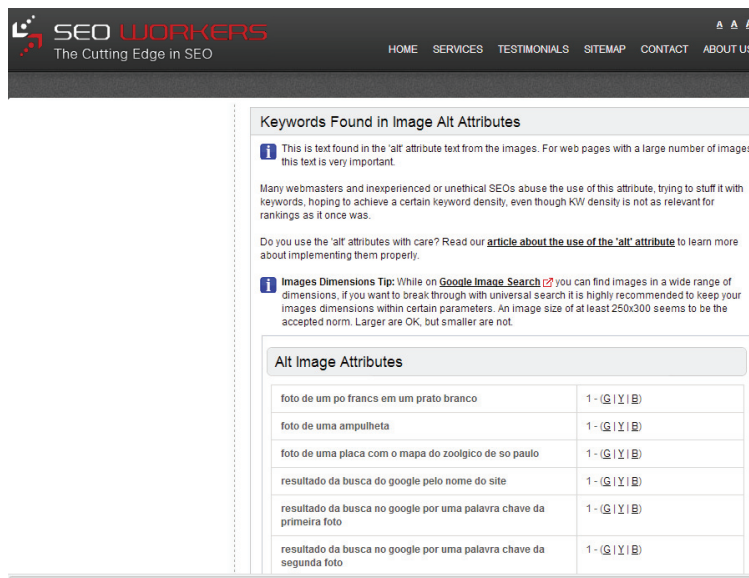 SEO WORKERS
The Cutting Edge in SEO
A A A
HOME SERVICES TESTIMONIALS SITEMAP CONTACT ABOUT US
Keywords Found in Image Alt Attributes
This is text found in the 'alt' attribute text from the images. For web pages with a large number of images
this text is very important.
Many webmasters and inexperienced or unethical SEOs abuse the use of this attribute, trying to stuff it with
keywords, hoping to achieve a certain keyword density, even though KW density is not as relevant for
rankings as it once was.
Do you use the 'alt' attributes with care? Read our article about the use of the 'alt' attribute to learn more
about implementing them properly.
Images Dimensions Tip: While on Google Image Search you can find images in a wide range of
dimensions, if you want to break through with universal search it is highly recommended to keep your
images dimensions within certain parameters. An image size of at least 250x300 seems to be the
accepted norm. Larger are OK, but smaller are not.
Alt Image Attributes
foto de um po francs em um prato branco 1 - (G | Y | B)
foto de uma ampulheta 1 - (G | Y | B)
foto de uma placa com o mapa do zoolgico de so paulo 1 - (G | Y | B)
resultado da busca do google pelo nome do site 1 - (G | Y | B)
resultado da busca no google por uma palavra chave da 1 - (G | Y | B)
primeira foto
resultado da busca no google por uma palavra chave da 1 - (G | Y | B)
segunda foto